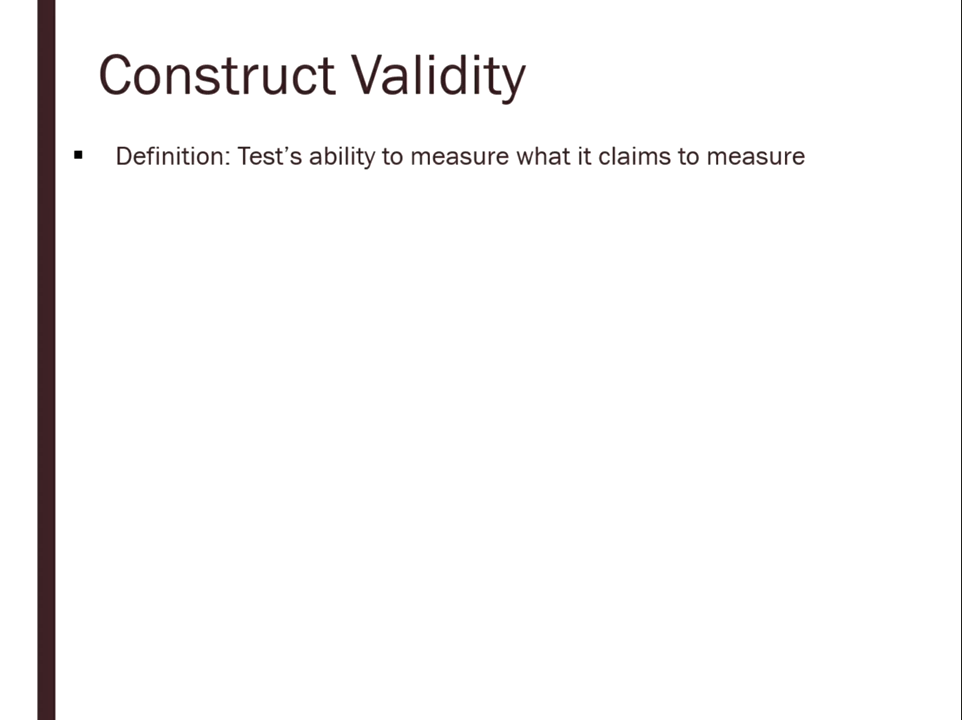 Construct Validity
▪ Definition: Test’s ability to measure what it claims to measure